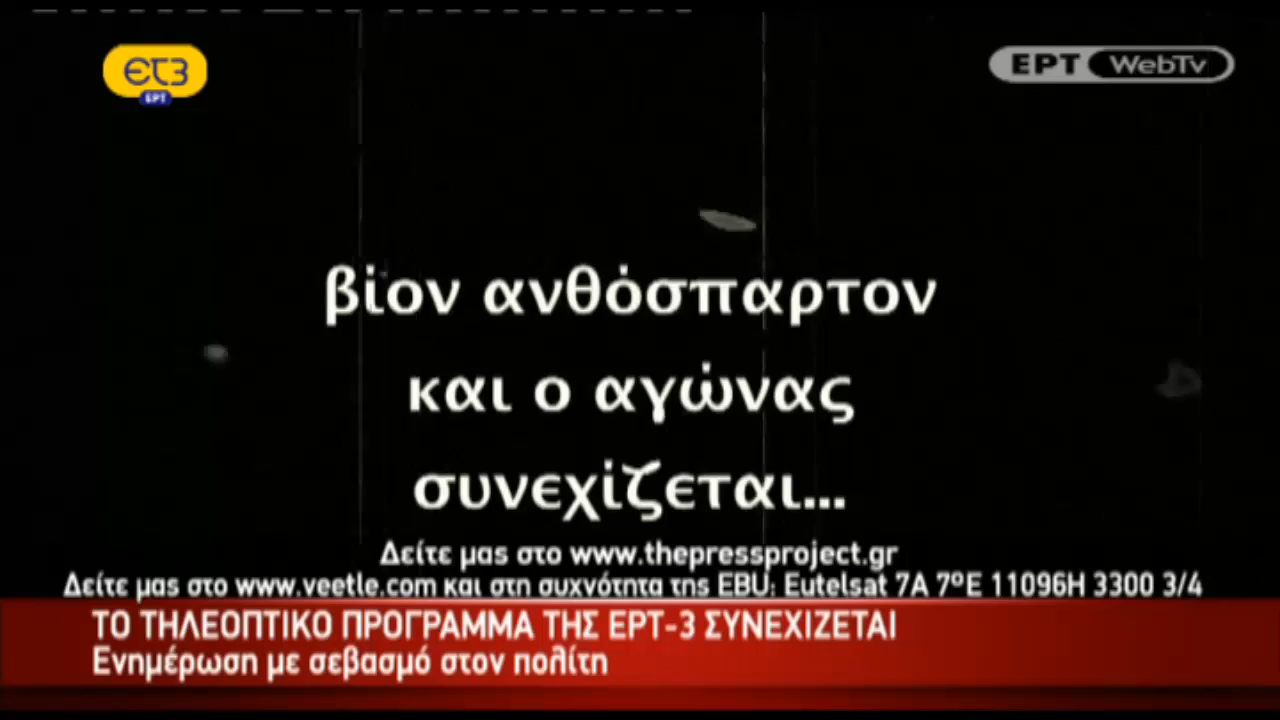 ετ3
ΕΡΤ
ΕΡΤ WebTv
βίον ανθόσπαρτον
και ο αγώνας
συνεχίζεται...
Δείτε μας στο www.thepressproject.gr
Δείτε μας στο www.veetle.com και στη συχνότητα της EBU: Eutelsat 7A 7ºE 11096H 3300 3/4
ΤΟ ΤΗΛΕΟΠΤΙΚΟ ΠΡΟΓΡΑΜΜΑ ΤΗΣ ΕΡΤ-3 ΣΥΝΕΧΙΖΕΤΑΙ
Ενημέρωση με σεβασμό στον πολίτη